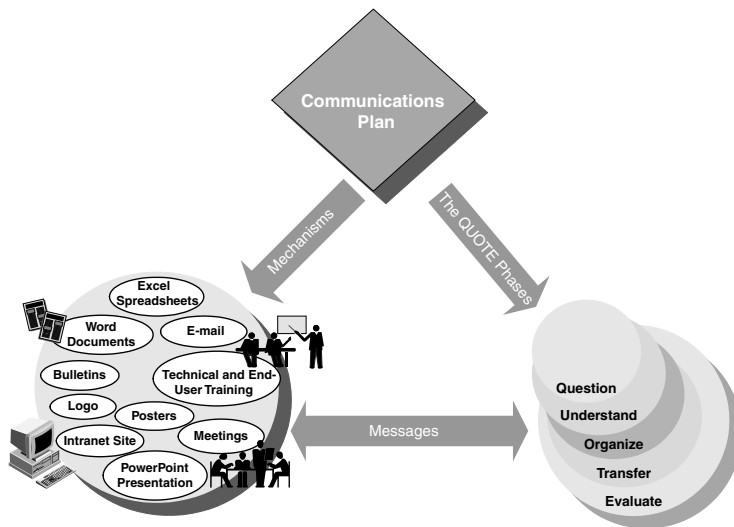 Communications
Plan
Mechanisms
The QUOTE Phases
Excel
Spreadsheets
Word
Documents
E-mail
Bulletins
Technical and End-
User Training
Logo
Posters
Intranet Site
Meetings
PowerPoint
Presentation
Messages
Question
Understand
Organize
Transfer
Evaluate